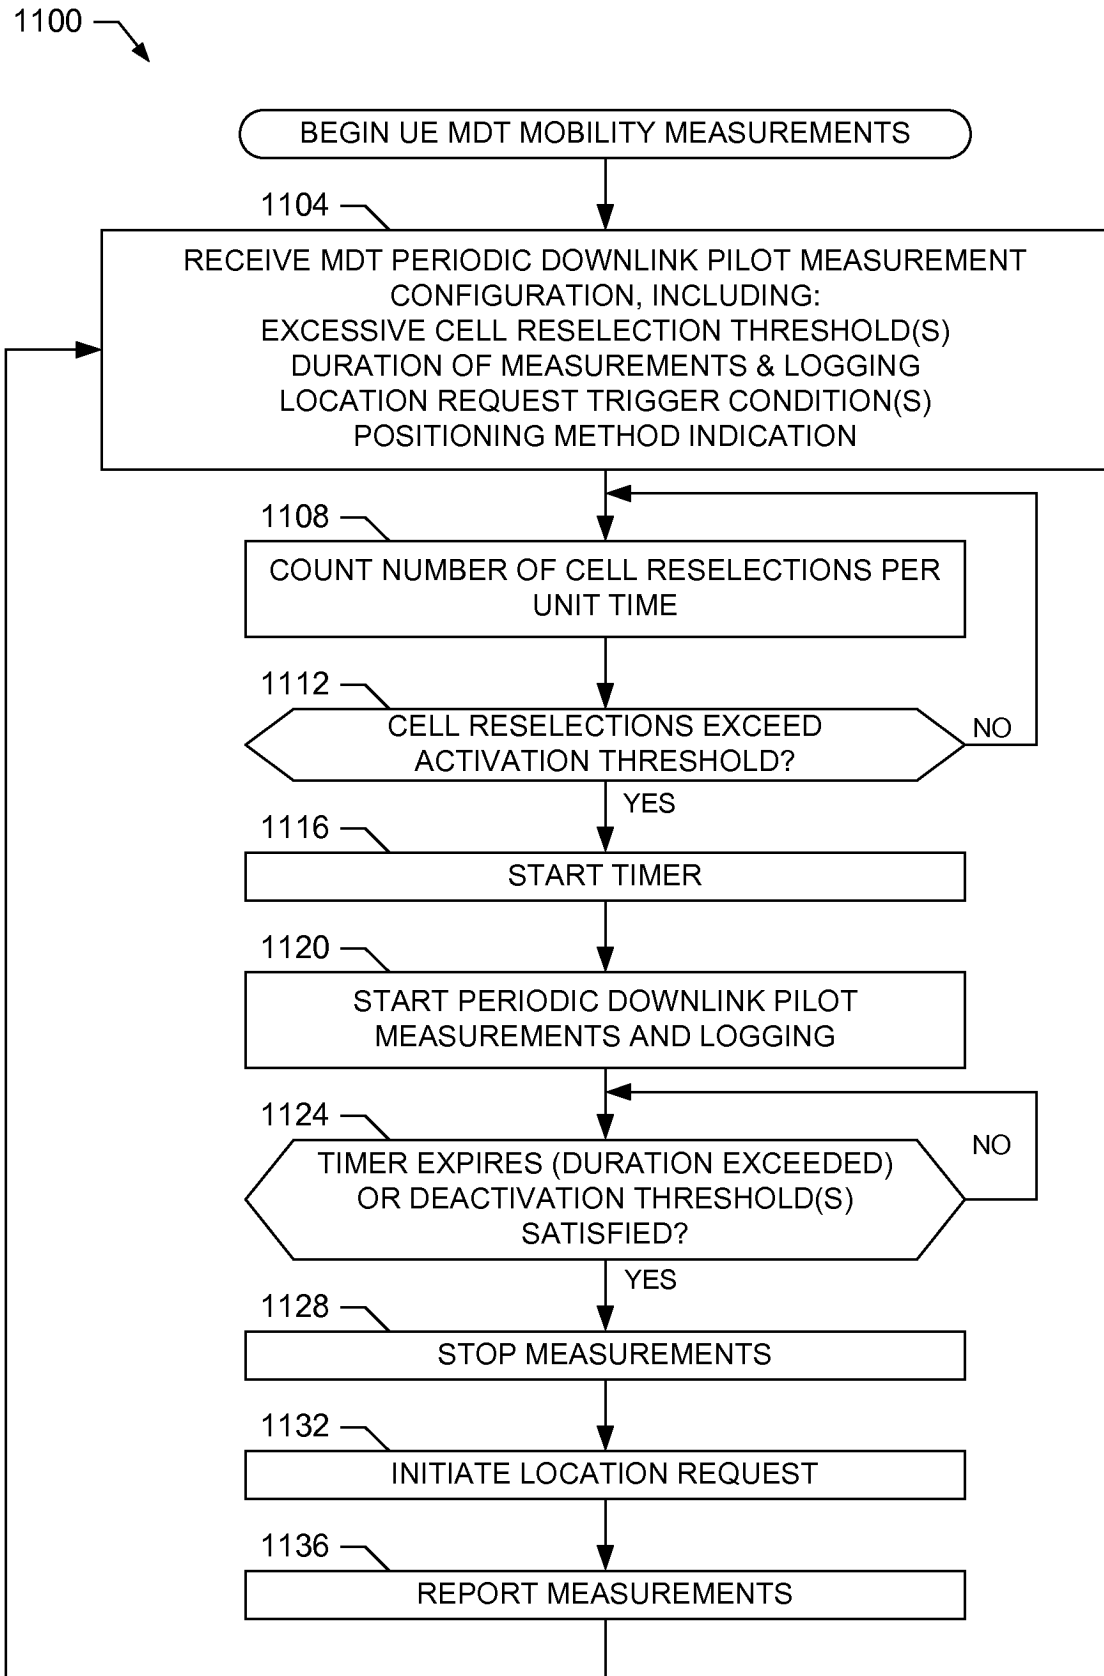 1100
BEGIN UE MDT MOBILITY MEASUREMENTS
1104
RECEIVE MDT PERIODIC DOWNLINK PILOT MEASUREMENT
CONFIGURATION, INCLUDING:
EXCESSIVE CELL RESELECTION THRESHOLD(S)
DURATION OF MEASUREMENTS & LOGGING
LOCATION REQUEST TRIGGER CONDITION(S)
POSITIONING METHOD INDICATION
1108
COUNT NUMBER OF CELL RESELECTIONS PER
UNIT TIME
1112
CELL RESELECTIONS EXCEED
ACTIVATION THRESHOLD?
NO
YES
1116
START TIMER
1120
START PERIODIC DOWNLINK PILOT
MEASUREMENTS AND LOGGING
1124
TIMER EXPIRES (DURATION EXCEEDED)
OR DEACTIVATION THRESHOLD(S)
SATISFIED?
NO
YES
1128
STOP MEASUREMENTS
1132
INITIATE LOCATION REQUEST
1136
REPORT MEASUREMENTS